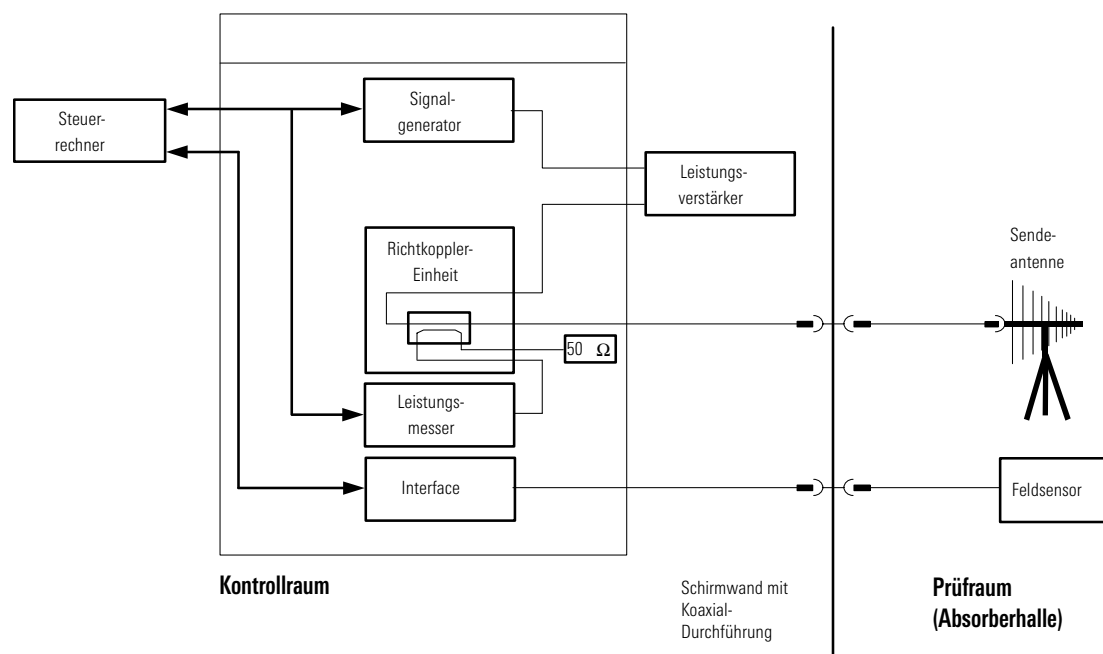 Steuer-
rechner
Signal-
generator
Leistungs-
verstärker
Richtkoppler-
Einheit
50 Ω
Leistungs-
messer
Interface
Sende-
antenne
Feldsensor
Kontrollraum
Schirmwand mit
Koaxial-
Durchführung
Prüfraum
(Absorberhalle)